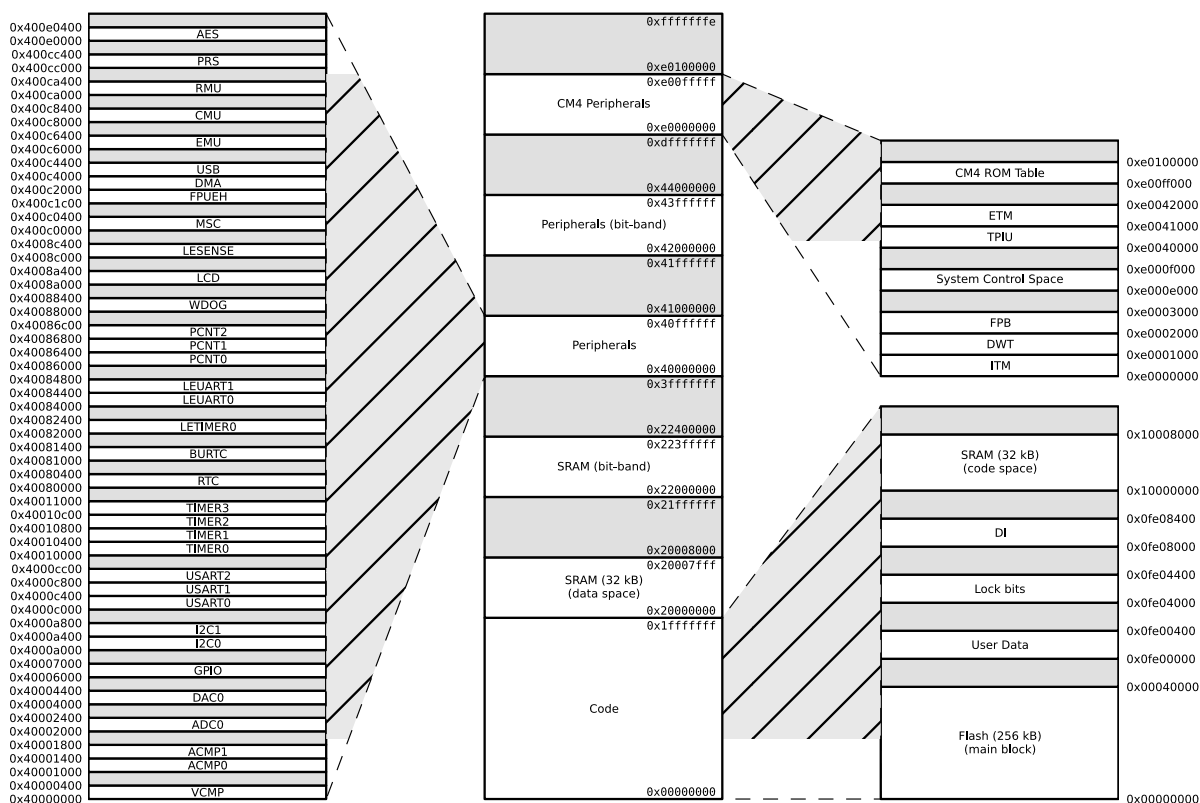 0x400e0400
AES
0x400e0000
0x400cc400
PRS
0x400cc000
0x400ca400
RMU
0x400ca000
0x400c8400
CMU
0x400c8000
0x400c6400
EMU
0x400c6000
0x400c4400
USB
0x400c4000
DMA
0x400c2000
FPUEH
0x400c1c00
0x400c0400
MSC
0x400c0000
0x4008c400
LESENSE
0x4008c000
0x4008a400
LCD
0x4008a000
0x40088400
WDOG
0x40088000
0x40086c00
PCNT2
0x40086800
PCNT1
0x40086400
PCNT0
0x40086000
0x40084800
LEUART1
0x40084400
LEUART0
0x40084000
0x40082400
LETIMER0
0x40082000
0x40081400
BURTC
0x40081000
0x40080400
RTC
0x40080000
0x40011000
TIMER3
0x40010c00
TIMER2
0x40010800
TIMER1
0x40010400
TIMER0
0x40010000
0x4000cc00
USART2
0x4000c800
USART1
0x4000c400
USART0
0x4000c000
0x4000a800
I2C1
0x4000a400
I2C0
0x4000a000
0x40007000
GPIO
0x40006000
0x40004400
DAC0
0x40004000
0x40002400
ADC0
0x40002000
0x40001800
ACMP1
0x40001400
ACMP0
0x40001000
0x40000400
VCMP
0x40000000
0xfffffffe
0xe0100000
0xe00fffff
CM4 Peripherals
0xe0000000
0xdfffffff
0x44000000
0x43ffffff
Peripherals (bit-band)
0x42000000
0x41ffffff
0x41000000
0x40ffffff
Peripherals
0x40000000
0x3fffffff
0x22400000
0x223fffff
SRAM (bit-band)
0x22000000
0x21ffffff
0x20008000
0x20007fff
SRAM (32 kB)
(data space)
0x20000000
0x1fffffff
Code
0x00000000
0xe0100000
CM4 ROM Table
0xe00ff000
0xe0042000
ETM
0xe0041000
TPIU
0xe0040000
0xe000f000
System Control Space
0xe000e000
0xe0003000
FPB
0xe0002000
DWT
0xe0001000
ITM
0xe0000000
0x10008000
SRAM (32 kB)
(code space)
0x10000000
0x0fe08400
DI
0x0fe08000
0x0fe04400
Lock bits
0x0fe04000
0x0fe00400
User Data
0x0fe00000
0x00040000
Flash (256 kB)
(main block)
0x00000000